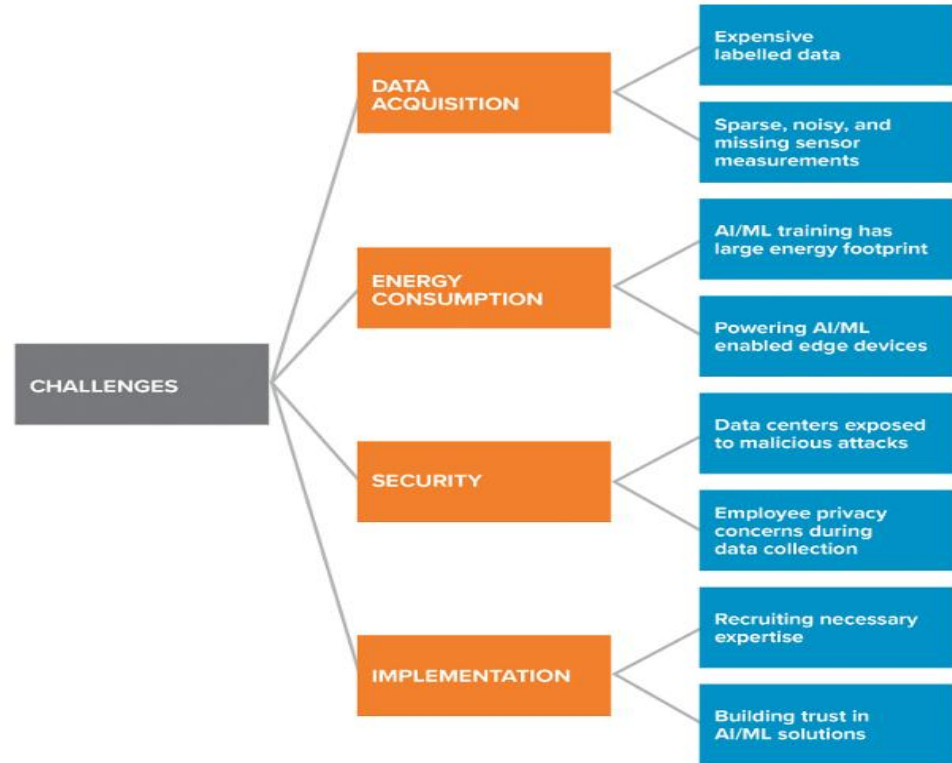 CHALLENGES
DATA
ACQUISITION
Expensive
labelled data
Sparse, noisy, and
missing sensor
measurements
ENERGY
CONSUMPTION
AI/ML training has
large energy footprint
Powering AI/ML
enabled edge devices
SECURITY
Data centers exposed
to malicious attacks
Employee privacy
concerns during
data collection
IMPLEMENTATION
Recruiting necessary
expertise
Building trust in
AI/ML solutions